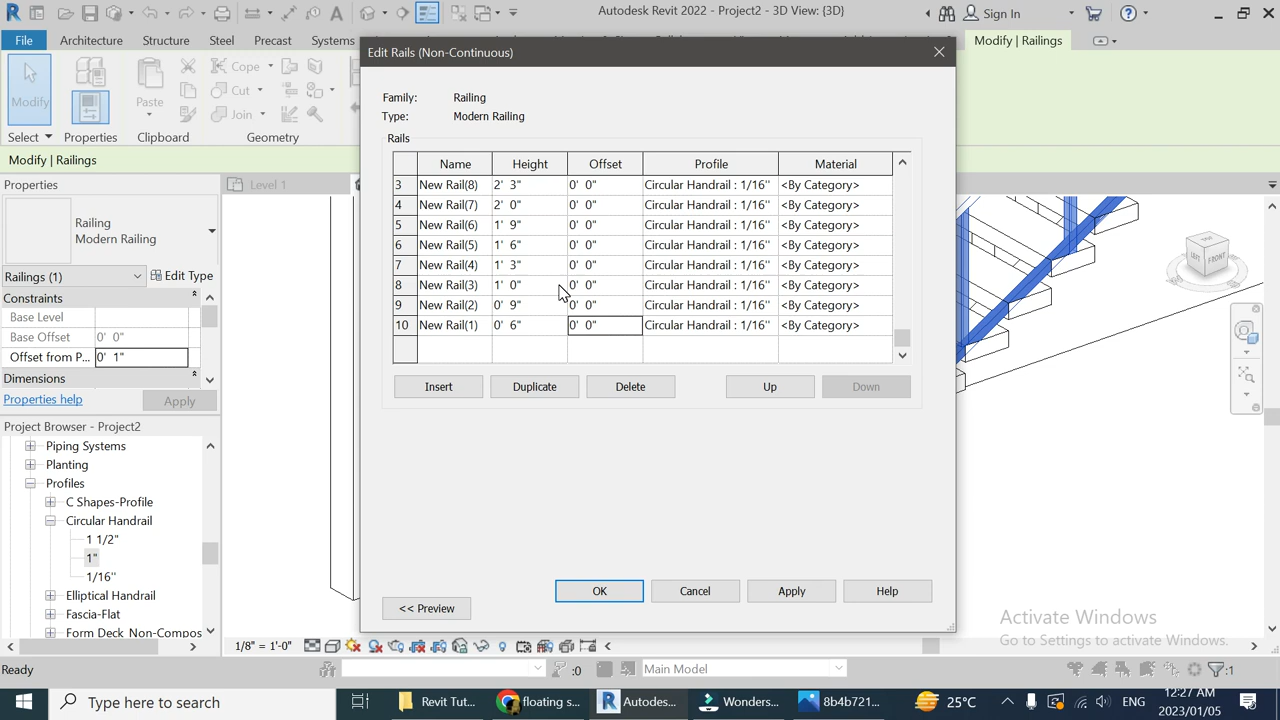 Autodesk Revit 2022 - Project2 - 3D View: {3D}
Sign In
File
Architecture
Structure
Steel
Precast
Systems
Modify | Railings
Modify
Paste
Cope
Cut
Join
Select
Properties
Clipboard
Geometry
Modify | Railings
Properties
Level 1
Railing
Modern Railing
Railings (1)
Edit Type
Constraints
Base Level
Base Offset
0' 0"
Offset from P...
0' 1"
Dimensions
Properties help
Apply
Project Browser - Project2
Piping Systems
Planting
Profiles
C Shapes-Profile
Circular Handrail
1 1/2"
1"
1/16"
Elliptical Handrail
Fascia-Flat
Form Deck_Non-Compos
Edit Rails (Non-Continuous)
Family:
Railing
Type:
Modern Railing
Rails
Name Height Offset Profile Material
3 New Rail(8) 2' 3" 0' 0" Circular Handrail : 1/16" <By Category>
4 New Rail(7) 2' 0" 0' 0" Circular Handrail : 1/16" <By Category>
5 New Rail(6) 1' 9" 0' 0" Circular Handrail : 1/16" <By Category>
6 New Rail(5) 1' 6" 0' 0" Circular Handrail : 1/16" <By Category>
7 New Rail(4) 1' 3" 0' 0" Circular Handrail : 1/16" <By Category>
8 New Rail(3) 1' 0" 0' 0" Circular Handrail : 1/16" <By Category>
9 New Rail(2) 0' 9" 0' 0" Circular Handrail : 1/16" <By Category>
10 New Rail(1) 0' 6" 0' 0" Circular Handrail : 1/16" <By Category>
Insert
Duplicate
Delete
Up
Down
OK
Cancel
Apply
Help
<< Preview
LEFT
FRONT
Activate Windows
Go to Settings to activate Windows.
1/8" = 1'-0"
Ready
:0
Main Model
:1
Type here to search
Revit Tut...
floating s...
Autodes...
Wonders...
8b4b721...
25°C
ENG
12:27 AM
2023/01/05